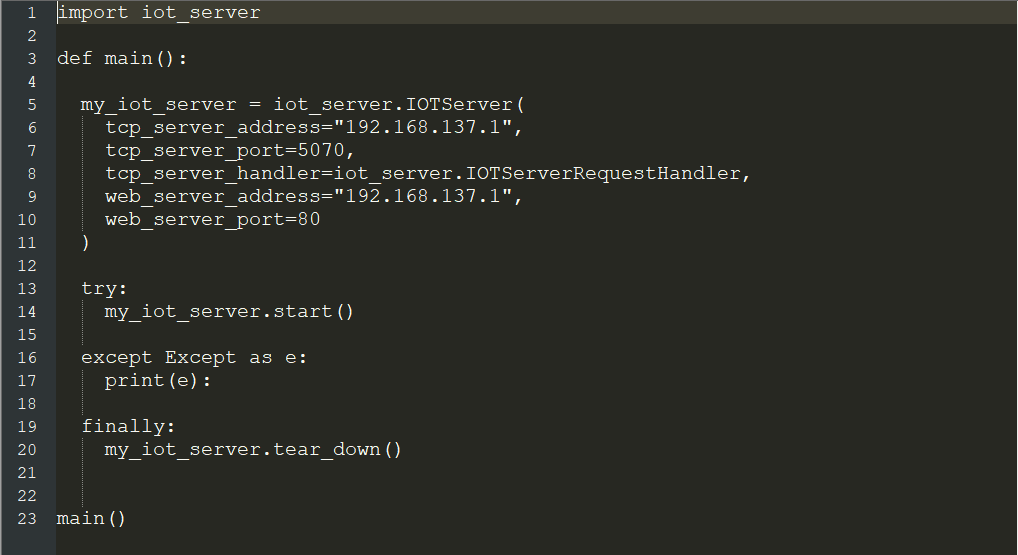 1 import iot_server
2
3 def main():
4
5   my_iot_server = iot_server.IOTServer(
6     tcp_server_address="192.168.137.1",
7     tcp_server_port=5070,
8     tcp_server_handler=iot_server.IOTServerRequestHandler,
9     web_server_address="192.168.137.1",
10     web_server_port=80
11   )
12
13   try:
14     my_iot_server.start()
15
16   except Except as e:
17     print(e):
18
19   finally:
20     my_iot_server.tear_down()
21
22
23 main()